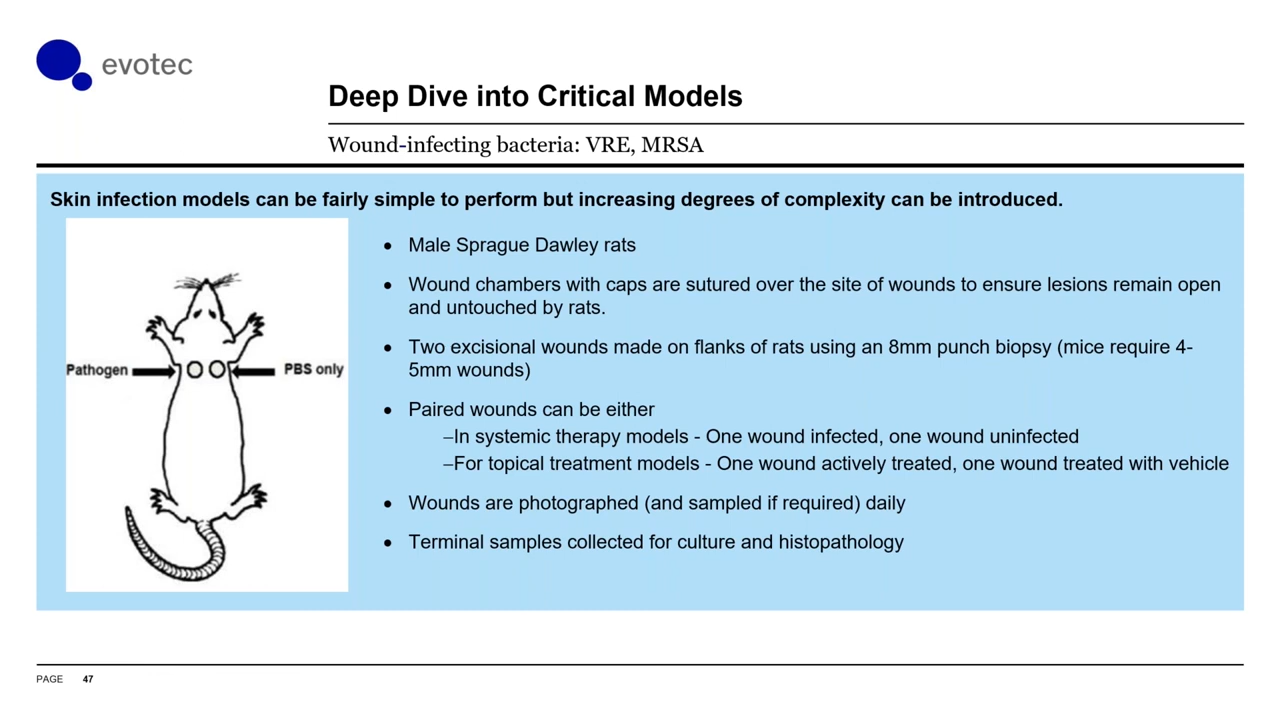 evotec
Deep Dive into Critical Models
Wound-infecting bacteria: VRE, MRSA
Skin infection models can be fairly simple to perform but increasing degrees of complexity can be introduced.
Pathogen
PBS only
• Male Sprague Dawley rats
• Wound chambers with caps are sutured over the site of wounds to ensure lesions remain open
and untouched by rats.
• Two excisional wounds made on flanks of rats using an 8mm punch biopsy (mice require 4-
5mm wounds)
• Paired wounds can be either
–In systemic therapy models - One wound infected, one wound uninfected
–For topical treatment models - One wound actively treated, one wound treated with vehicle
• Wounds are photographed (and sampled if required) daily
• Terminal samples collected for culture and histopathology
PAGE 47